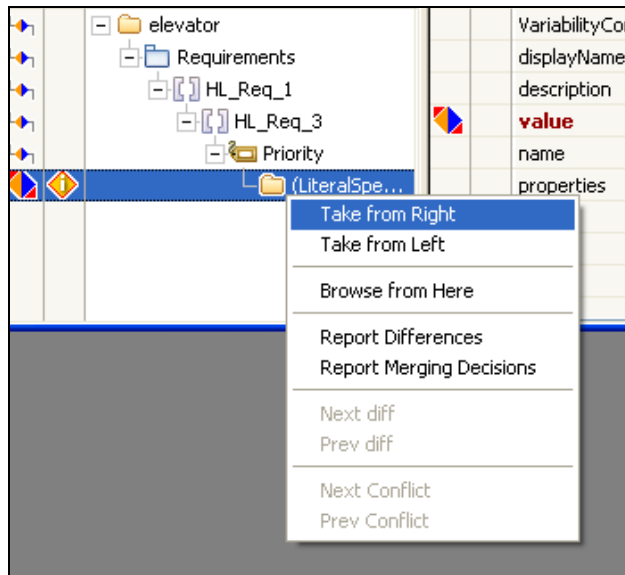 elevator
Requirements
HL_Req_1
HL_Req_3
Priority
(LiteralSpe...
VariabilityCo
displayName
description
value
name
properties
Take from Right
Take from Left
Browse from Here
Report Differences
Report Merging Decisions
Next diff
Prev diff
Next Conflict
Prev Conflict